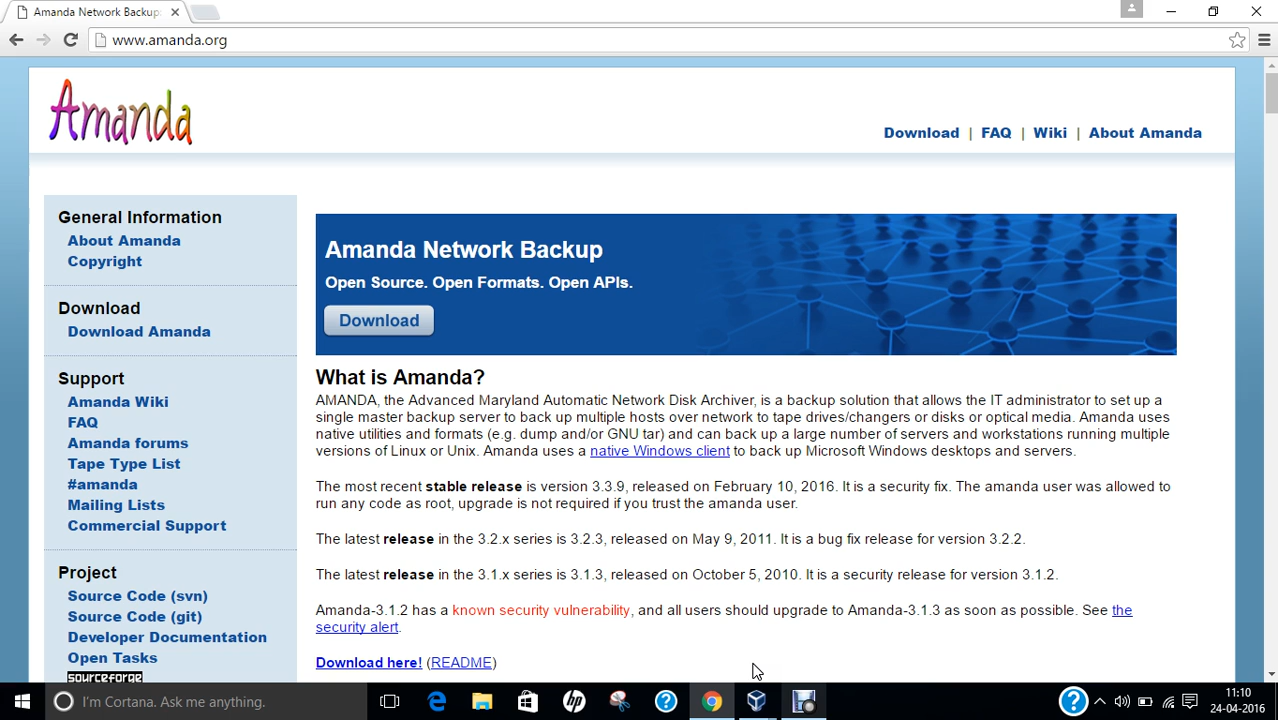 Amanda Network Backup:
www.amanda.org
Amanda
Download | FAQ | Wiki | About Amanda
General Information
About Amanda
Copyright
Download
Download Amanda
Support
Amanda Wiki
FAQ
Amanda forums
Tape Type List
#amanda
Mailing Lists
Commercial Support
Project
Source Code (svn)
Source Code (git)
Developer Documentation
Open Tasks
sourceforge
Amanda Network Backup
Open Source. Open Formats. Open APIs.
Download
What is Amanda?
AMANDA, the Advanced Maryland Automatic Network Disk Archiver, is a backup solution that allows the IT administrator to set up a
single master backup server to back up multiple hosts over network to tape drives/changers or disks or optical media. Amanda uses
native utilities and formats (e.g. dump and/or GNU tar) and can back up a large number of servers and workstations running multiple
versions of Linux or Unix. Amanda uses a native Windows client to back up Microsoft Windows desktops and servers.
The most recent stable release is version 3.3.9, released on February 10, 2016. It is a security fix. The amanda user was allowed to
run any code as root, upgrade is not required if you trust the amanda user.
The latest release in the 3.2.x series is 3.2.3, released on May 9, 2011. It is a bug fix release for version 3.2.2.
The latest release in the 3.1.x series is 3.1.3, released on October 5, 2010. It is a security release for version 3.1.2.
Amanda-3.1.2 has a known security vulnerability, and all users should upgrade to Amanda-3.1.3 as soon as possible. See the
security alert.
Download here! (README)
I'm Cortana. Ask me anything.
11:10
24-04-2016